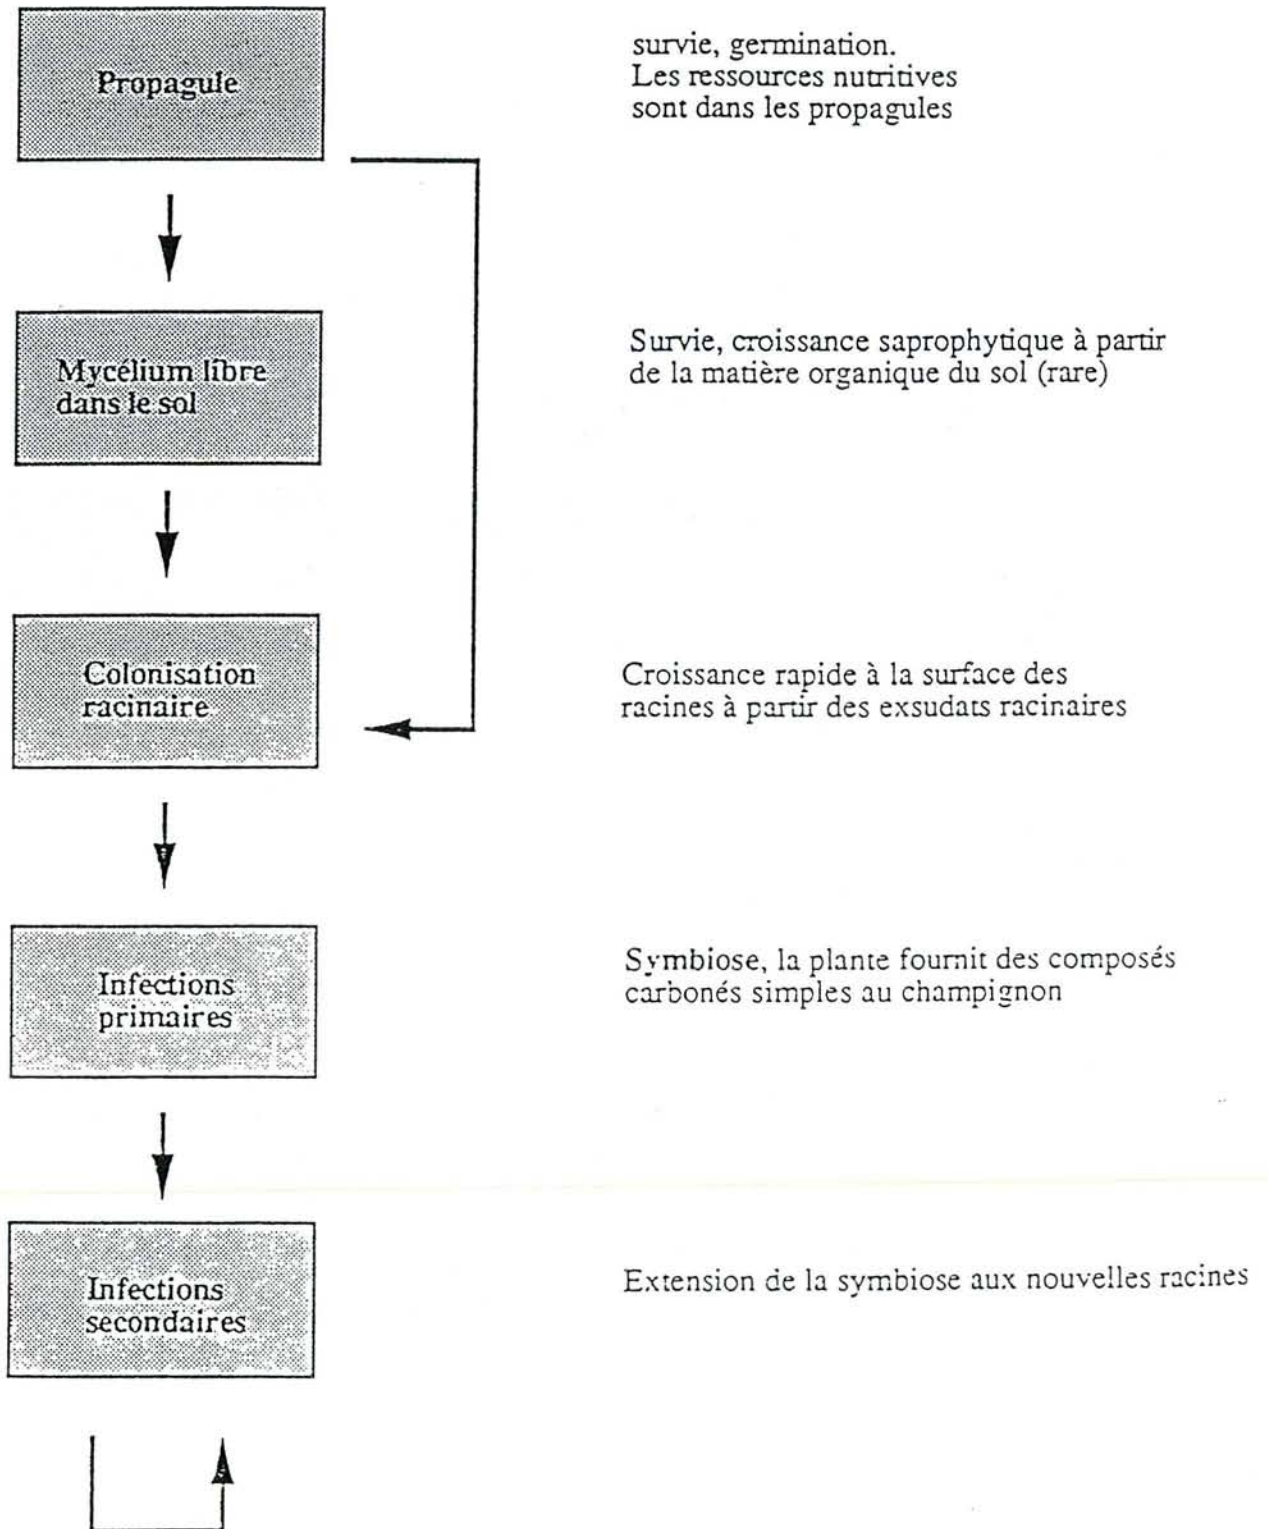 Propagule
survie, germination.
Les ressources nutritives
sont dans les propagules
Mycélium libre
dans le sol
Survie, croissance saprophytique à partir
de la matière organique du sol (rare)
Colonisation
racinaire
Croissance rapide à la surface des
racines à partir des exsudats racinaires
Infections
primaires
Symbiose, la plante fournit des composés
carbonés simples au champignon
Infections
secondaires
Extension de la symbiose aux nouvelles racines